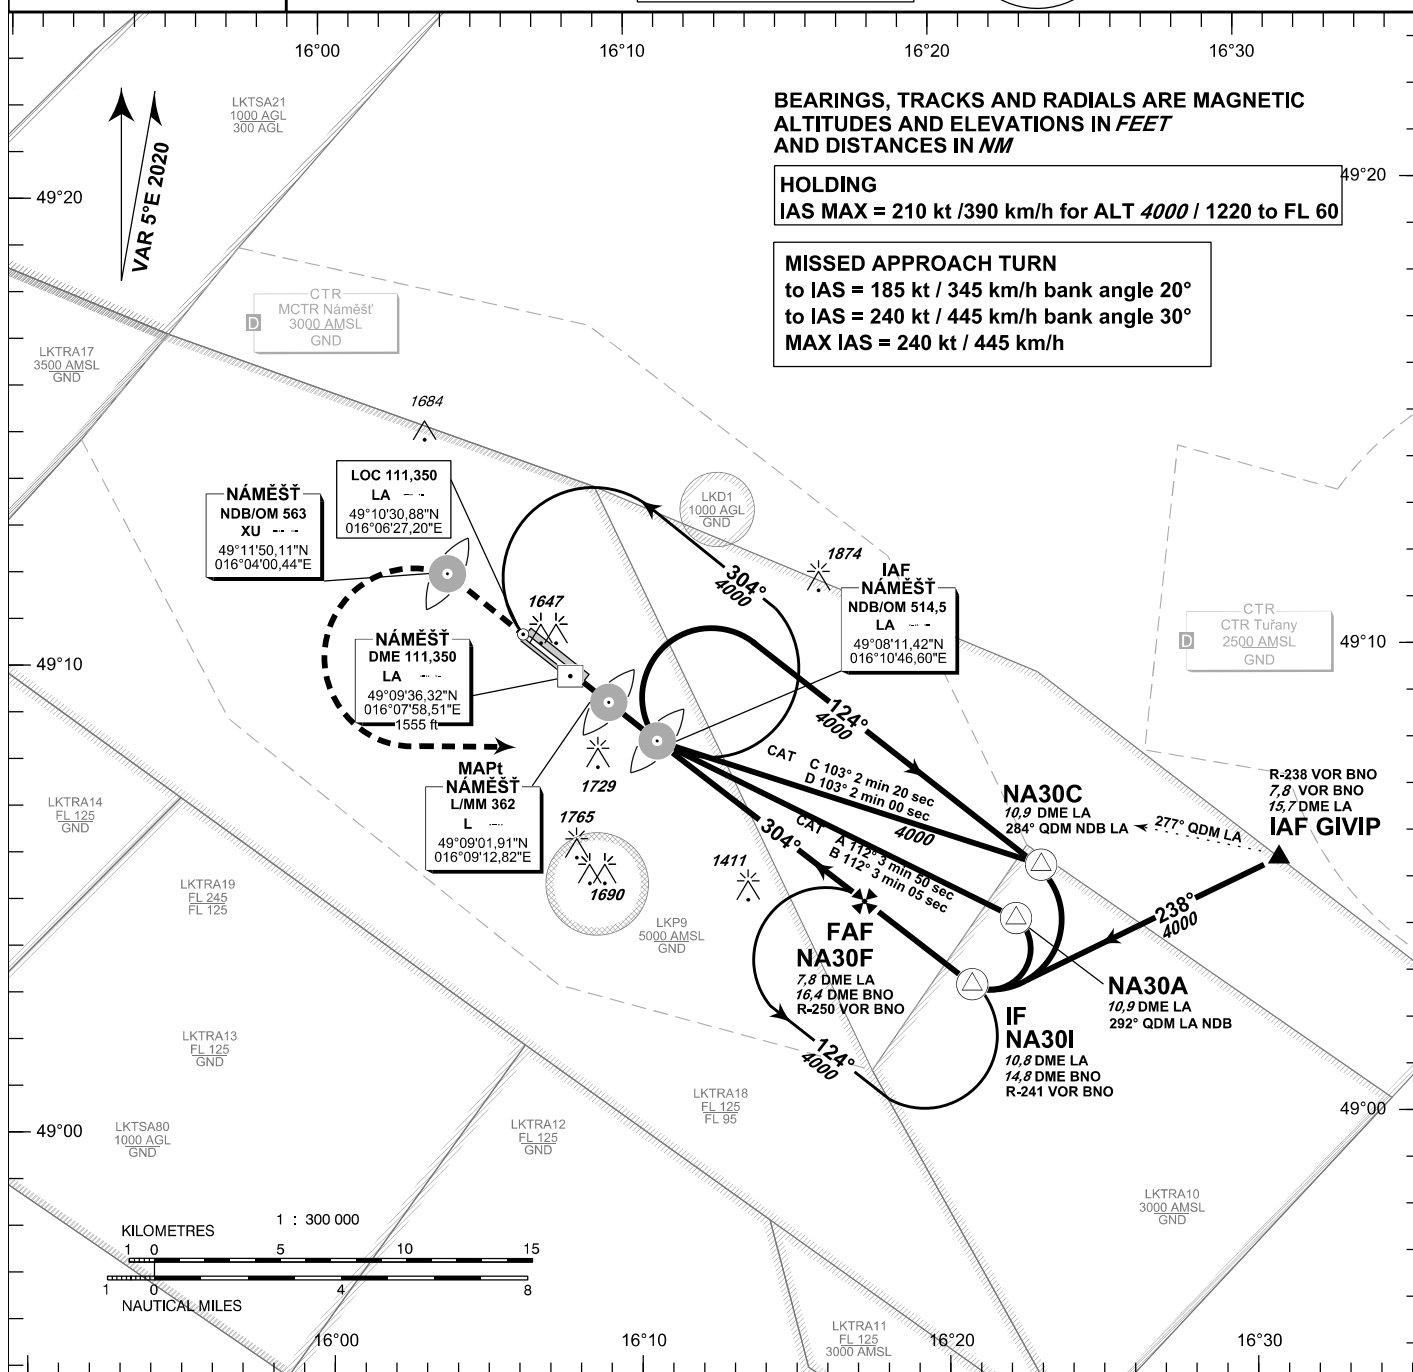 16°00'
16°10'
16°20'
16°30'
VAR 5°E 2020
LKTSA21
1000 AGL
300 AGL
BEARINGS, TRACKS AND RADIALS ARE MAGNETIC
ALTITUDES AND ELEVATIONS IN FEET
AND DISTANCES IN NM
49°20'
49°20'
HOLDING
IAS MAX = 210 kt /390 km/h for ALT 4000 / 1220 to FL 60
MISSED APPROACH TURN
to IAS = 185 kt / 345 km/h bank angle 20°
to IAS = 240 kt / 445 km/h bank angle 30°
MAX IAS = 240 kt / 445 km/h
CTR
MCTR Náměšť
3000 AMSL
GND
D
LKTRA17
3500 AMSL
GND
1684
NÁMĚŠŤ
NDB/OM 563
XU
49°11'50,11"N
016°04'00,44"E
LOC 111,350
LA
49°10'30,88"N
016°06'27,20"E
LKD1
1000 AGL
GND
1874
304°
4000
IAF
NÁMĚŠŤ
NDB/OM 514,5
LA
49°08'11,42"N
016°10'46,60"E
1647
NÁMĚŠŤ
DME 111,350
LA
49°09'36,32"N
016°07'58,51"E
1555 ft
CTR
CTR Tuřany
2500 AMSL
GND
D
49°10'
49°10'
124°
4000
MAPt
NÁMĚŠŤ
L/MM 362
L
49°09'01,91"N
016°09'12,82"E
1729
1765
1690
1411
CAT C 103° 2 min 20 sec
D 103° 2 min 00 sec
4000
CAT A 112° 3 min 50 sec
B 112° 3 min 05 sec
304°
NA30C
10,9 DME LA
284° QDM NDB LA
277° QDM LA
R-238 VOR BNO
7,8 VOR BNO
15,7 DME LA
IAF GIVIP
238°
4000
LKTRA14
FL 125
GND
LKTRA19
FL 245
FL 125
LKP9
5000 AMSL
GND
FAF
NA30F
7,8 DME LA
16,4 DME BNO
R-250 VOR BNO
NA30A
10,9 DME LA
292° QDM LA NDB
IF
NA30I
10,8 DME LA
14,8 DME BNO
R-241 VOR BNO
124°
4000
LKTRA13
FL 125
GND
LKTRA18
FL 125
FL 95
49°00'
49°00'
LKTSA80
1000 AGL
GND
LKTRA12
FL 125
GND
LKTRA10
3000 AMSL
GND
1 : 300 000
KILOMETRES
1 0 5 10 15
1 0 4 8
NAUTICAL MILES
LKTRA11
FL 125
3000 AMSL
16°00'
16°10'
16°20'
16°30'